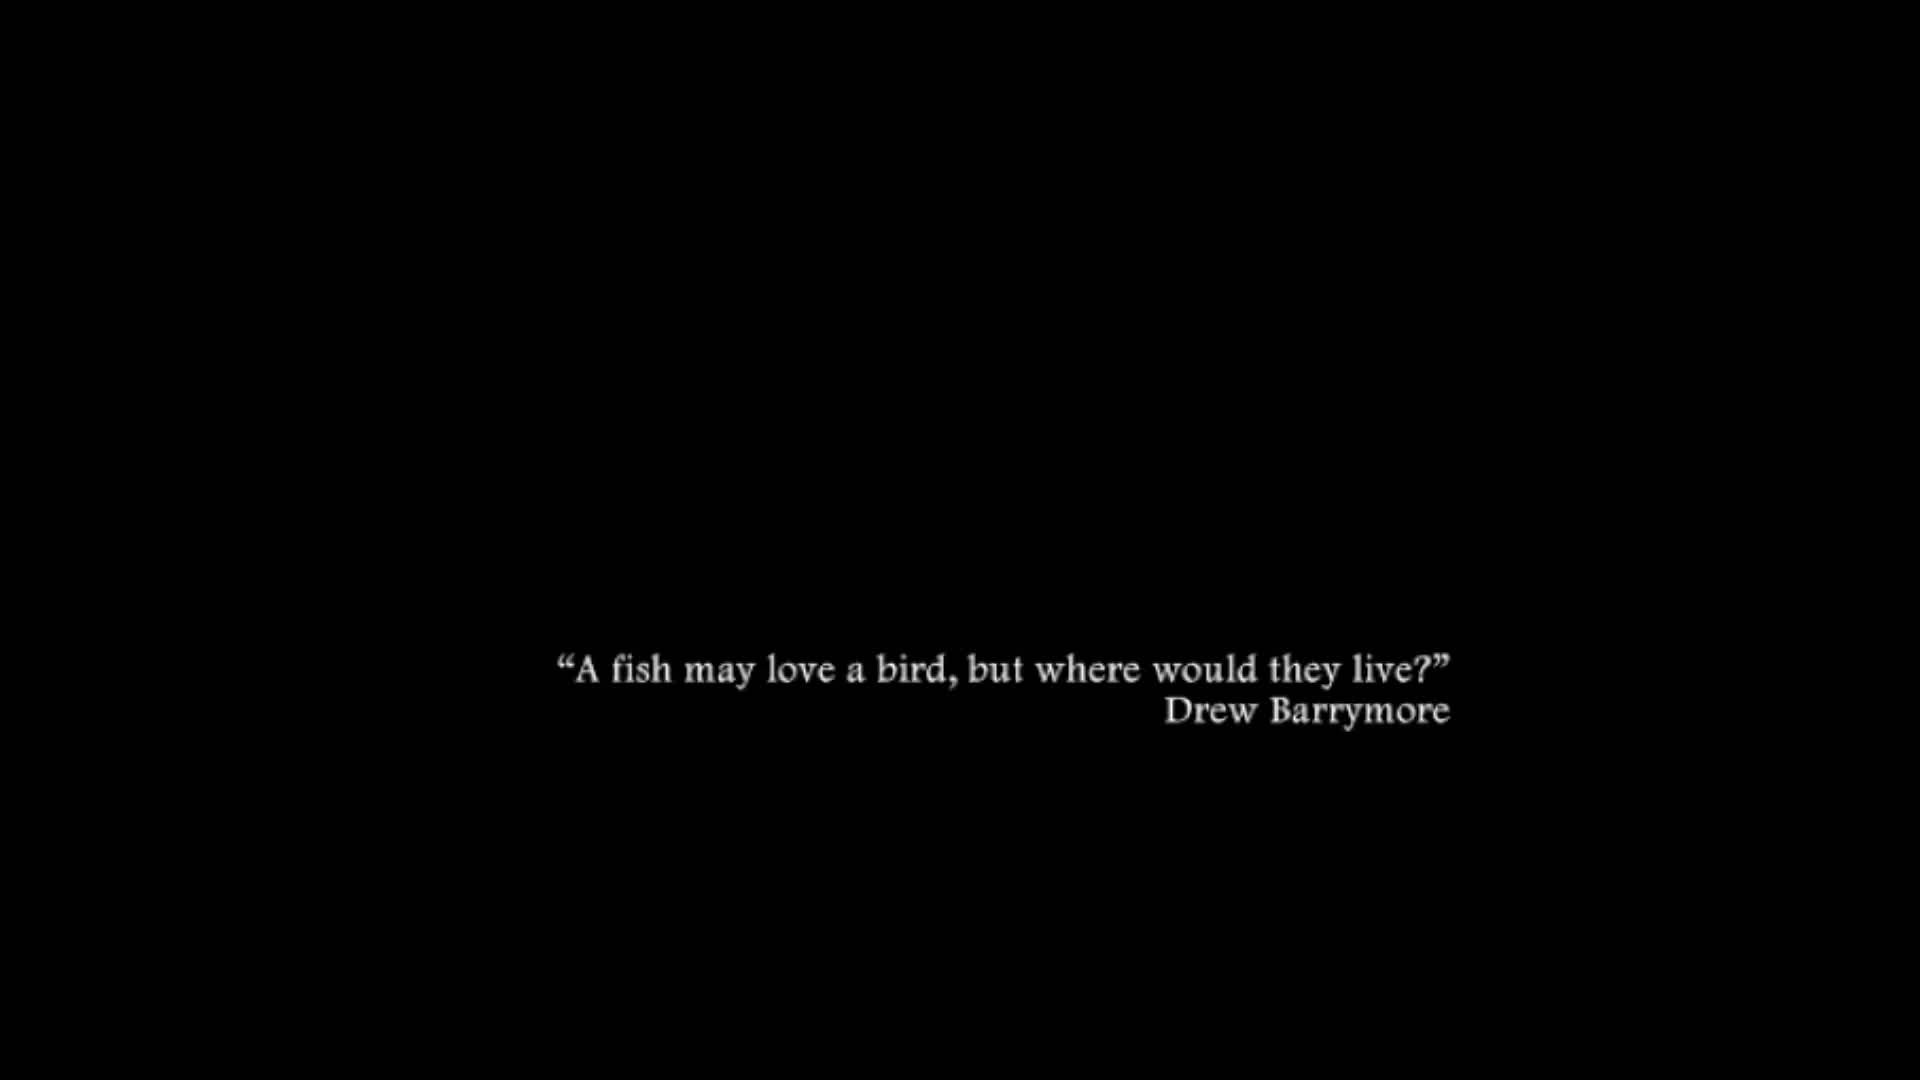 “A fish may love a bird, but where would they live?”
Drew Barrymore